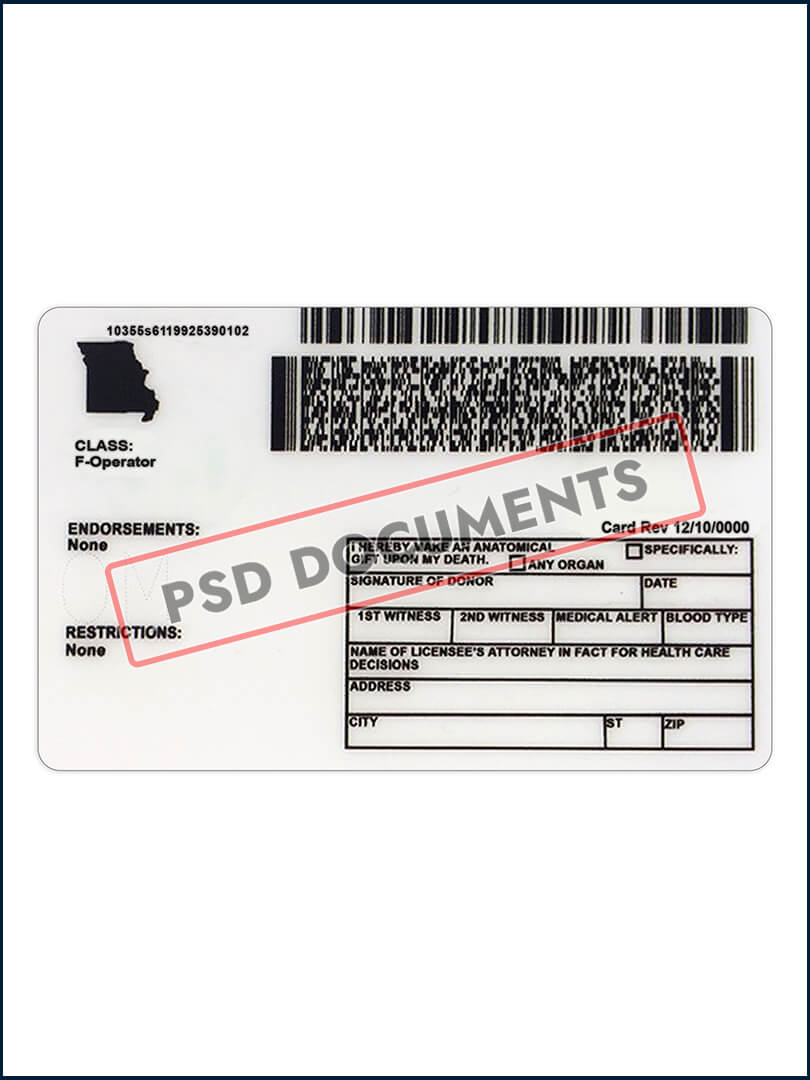 10355s6119925390102
CLASS:
F-Operator
Card Rev 12/10/0000
ENDORSEMENTS:
None
PSD DOCUMENTS
RESTRICTIONS:
None
I HEREBY MAKE AN ANATOMICAL
GIFT UPON MY DEATH.
ANY ORGAN
SPECIFICALLY:
SIGNATURE OF DONOR
DATE
1ST WITNESS
2ND WITNESS
MEDICAL ALERT
BLOOD TYPE
NAME OF LICENSEE'S ATTORNEY IN FACT FOR HEALTH CARE
DECISIONS
ADDRESS
CITY
ST
ZIP